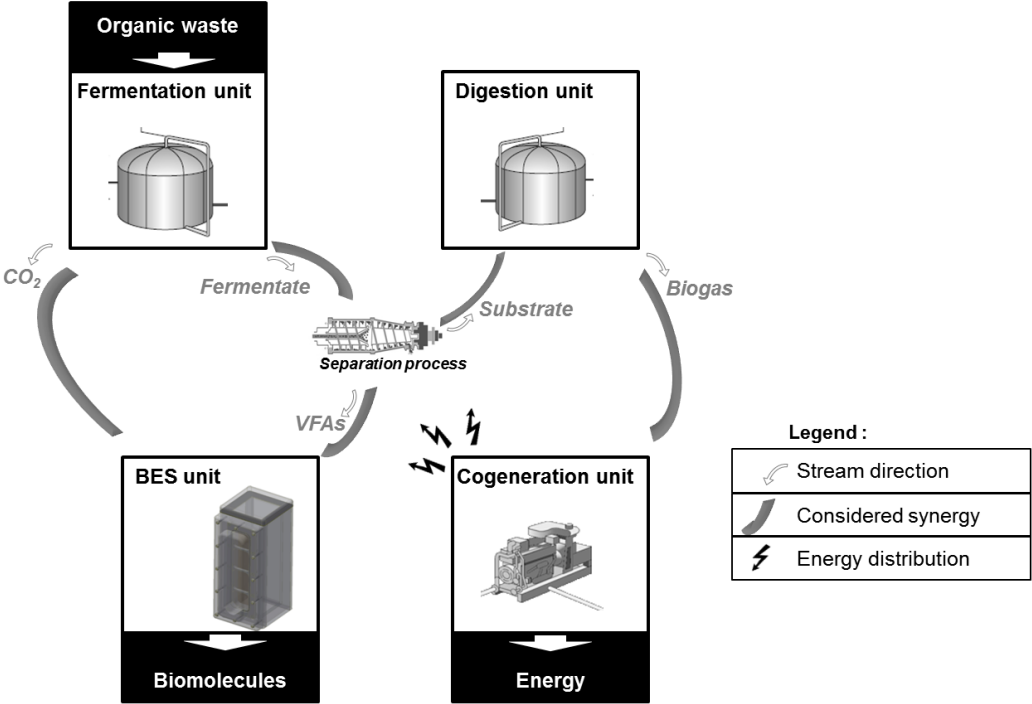 Organic waste
Fermentation unit
Digestion unit
CO2
Fermentate
Substrate
Biogas
Separation process
VFAs
BES unit
Cogeneration unit
Biomolecules
Energy
Legend :
Stream direction
Considered synergy
Energy distribution